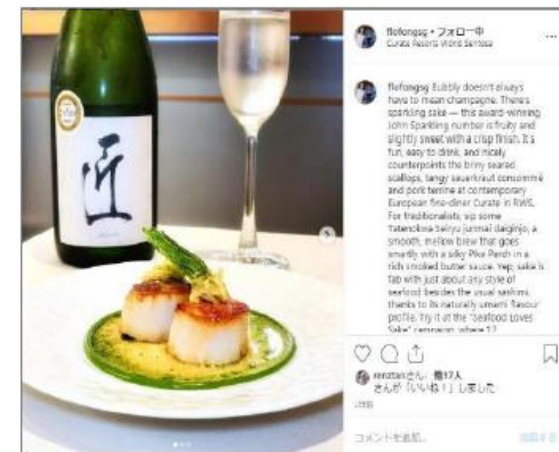 匠
flofongsg • フォロー中
Curate Resorts World Sentosa
flofongsg Bubbly doesn't always
have to mean champagne. There's
sparkling sake — this award-winning
John Sparkling number is fruity and
slightly sweet with a crisp finish. It's
fun, easy to drink, and nicely
counterpoints the briny seared
scallops, tangy sauerkraut consommé
and pork terrine at contemporary
European fine-diner Curate in RWS.
For traditionalists, sip some
Tatenokawa Seiryu junmai daiginjo, a
smooth, mellow brew that goes
smartly with a silky Pike Perch in a
rich smoked butter sauce. Yep, sake is
fab with just about any style of
seafood besides the usual sashimi,
thanks to its naturally umami flavour
profile. Try it at the "Seafood Loves
Sake" campaign, where 12
さん、他17人
さんが「いいね！」しました
コメントを追加...